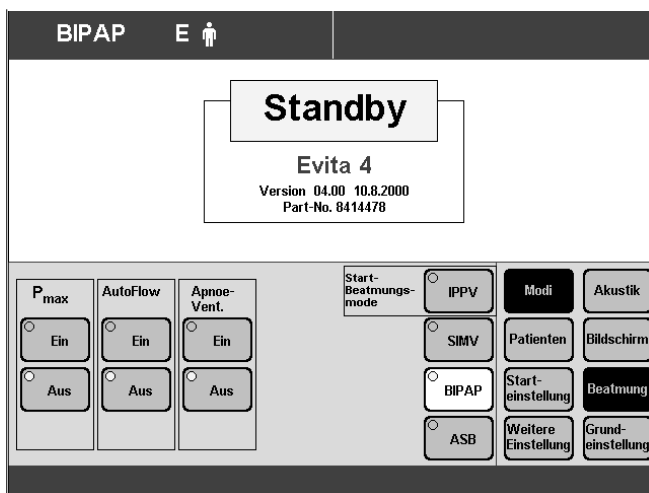 BIPAP E
Standby
Evita 4
Version 04.00 10.8.2000
Part-No. 8414478
Pmax
Ein
Aus
AutoFlow
Ein
Aus
Apnoe-
Vent.
Ein
Aus
Start-
Beatmungs-
mode
IPPV
SIMV
BIPAP
ASB
Modi
Akustik
Patienten
Bildschirm
Start-
einstellung
Beatmung
Weitere
Einstellung
Grund-
einstellung